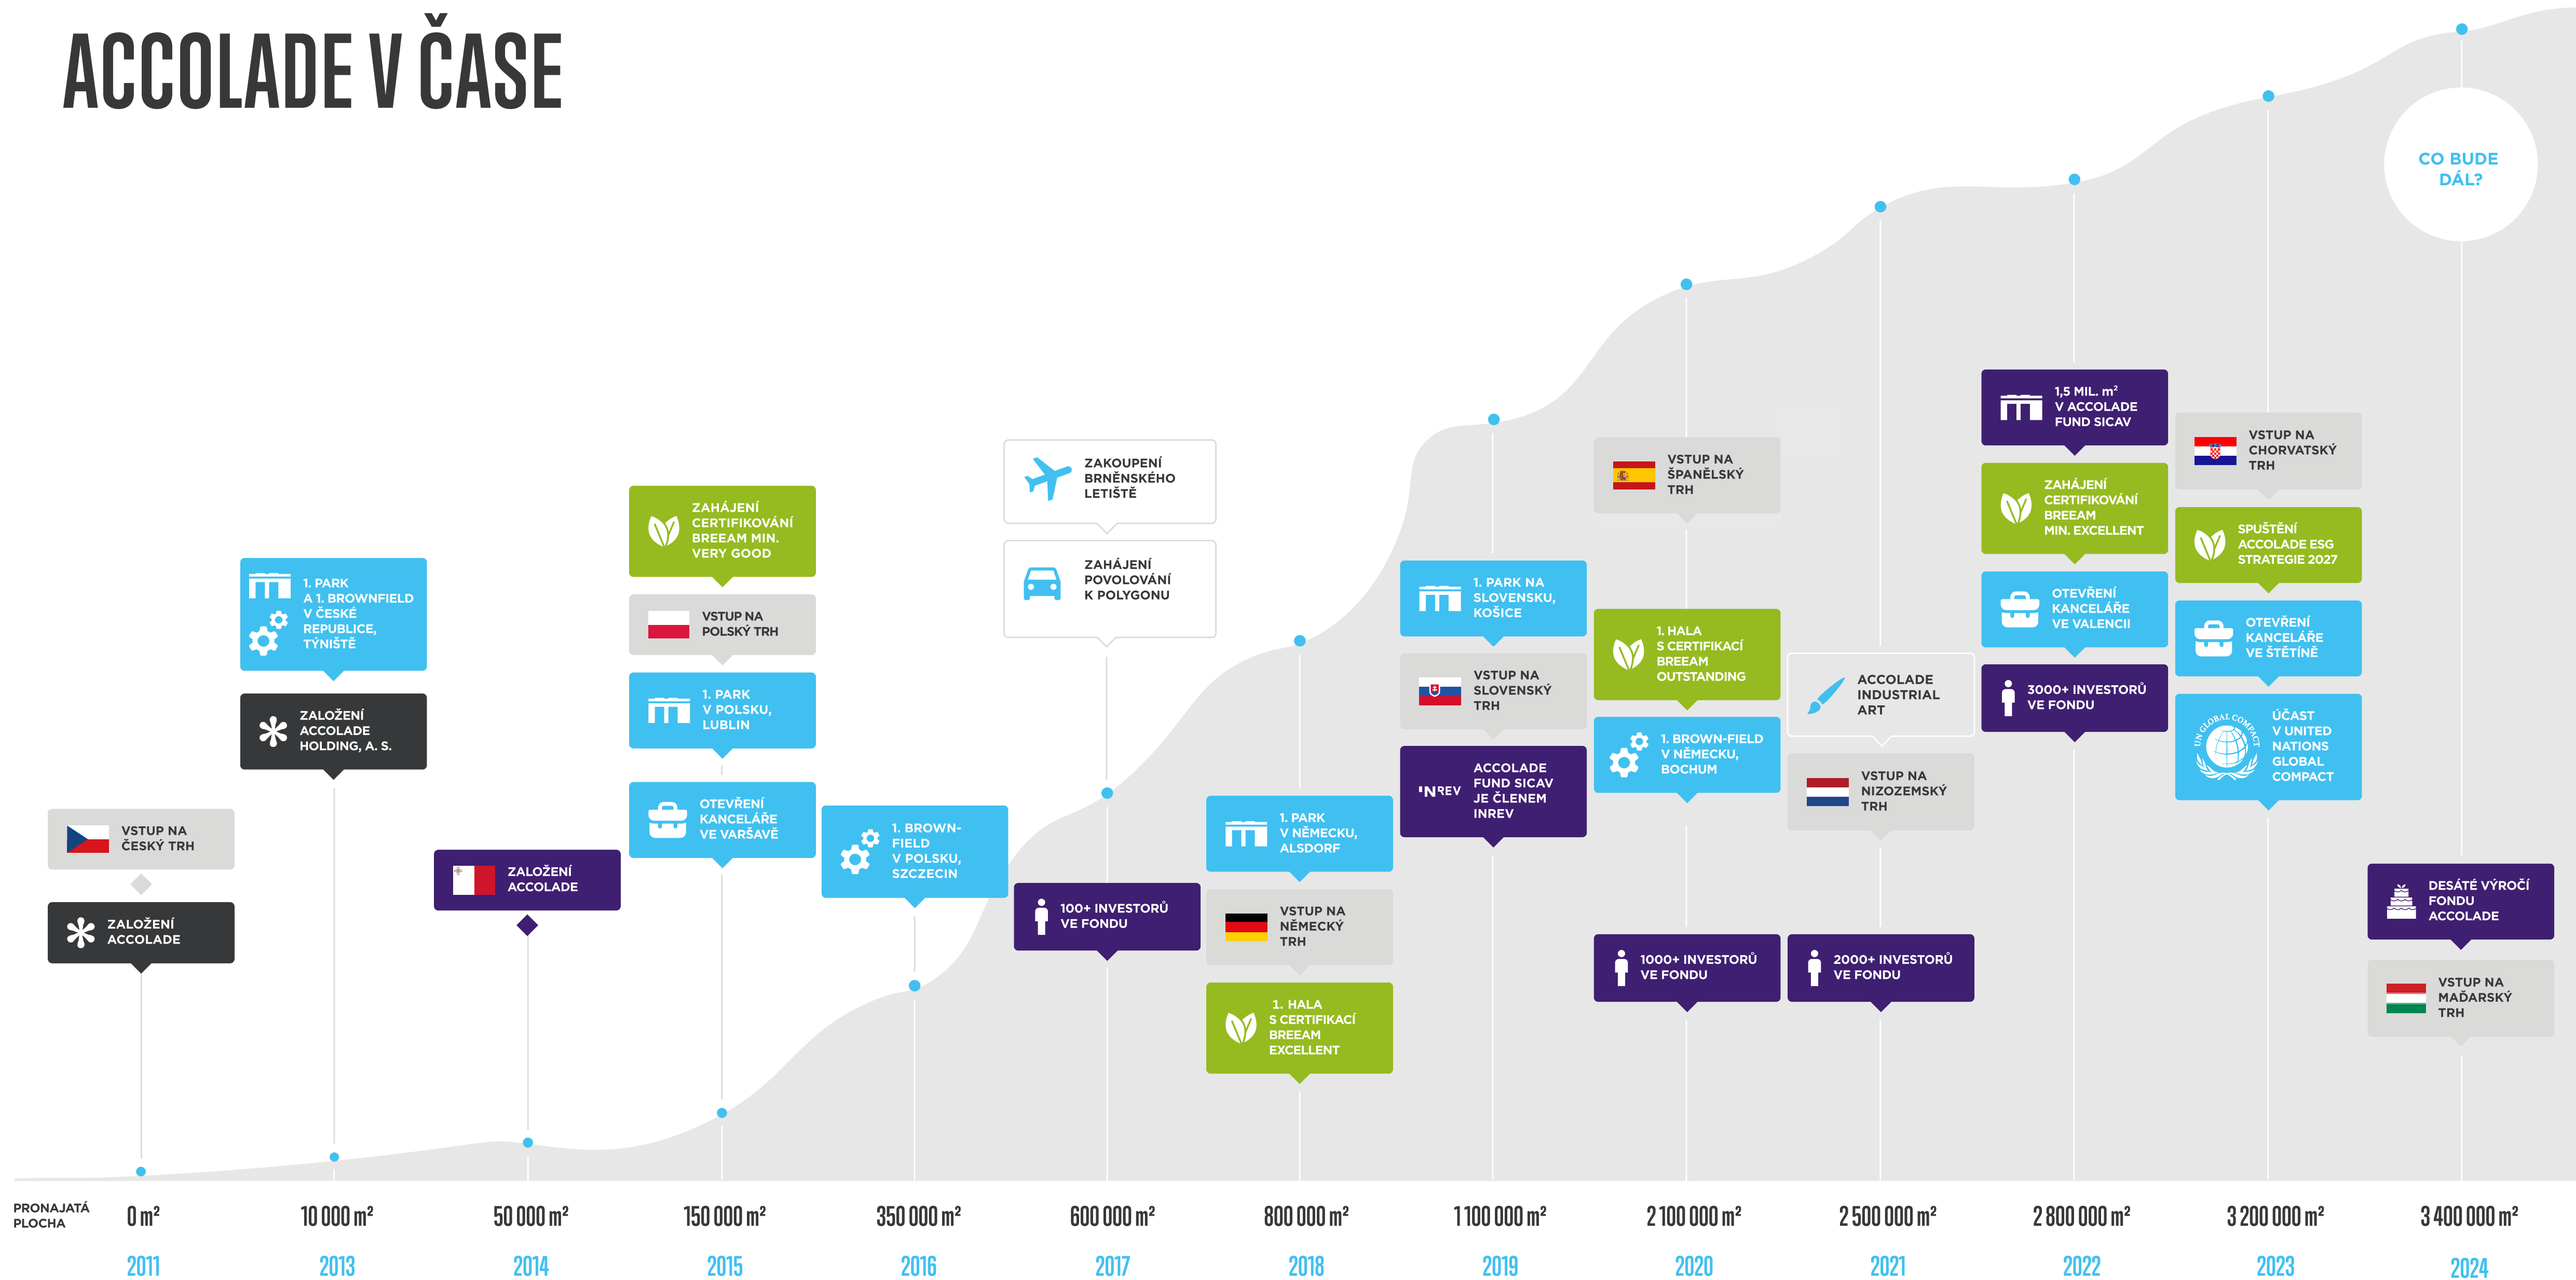 ACCOLADE V ČASE
CO BUDE
DÁL?
VSTUP NA
ČESKÝ TRH
ZALOŽENÍ
ACCOLADE
1. PARK
A 1. BROWNFIELD
V ČESKÉ
REPUBLICE,
TÝNIŠTĚ
ZALOŽENÍ
ACCOLADE
HOLDING, A. S.
ZALOŽENÍ
ACCOLADE
ZAHÁJENÍ
CERTIFIKOVÁNÍ
BREEAM MIN.
VERY GOOD
VSTUP NA
POLSKÝ TRH
1. PARK
V POLSKU,
LUBLIN
OTEVŘENÍ
KANCELÁŘE
VE VARŠAVĚ
1. BROWN-
FIELD
V POLSKU,
SZCZECIN
ZAKOUPENÍ
BRNĚNSKÉHO
LETIŠTĚ
ZAHÁJENÍ
POVOLOVÁNÍ
K POLYGONU
100+ INVESTORŮ
VE FONDU
1. PARK
V NĚMECKU,
ALSDORF
VSTUP NA
NĚMECKÝ
TRH
1. HALA
S CERTIFIKACÍ
BREEAM
EXCELLENT
1. PARK NA
SLOVENSKU,
KOŠICE
VSTUP NA
SLOVENSKÝ
TRH
INREV
ACCOLADE
FUND SICAV
JE ČLENEM
INREV
VSTUP NA
ŠPANĚLSKÝ
TRH
1. HALA
S CERTIFIKACÍ
BREEAM
OUTSTANDING
1. BROWN-FIELD
V NĚMECKU,
BOCHUM
1000+ INVESTORŮ
VE FONDU
ACCOLADE
INDUSTRIAL
ART
VSTUP NA
NIZOZEMSKÝ
TRH
2000+ INVESTORŮ
VE FONDU
1,5 MIL. m²
V ACCOLADE
FUND SICAV
ZAHÁJENÍ
CERTIFIKOVÁNÍ
BREEAM
MIN. EXCELLENT
OTEVŘENÍ
KANCELÁŘE
VE VALENCII
3000+ INVESTORŮ
VE FONDU
VSTUP NA
CHORVATSKÝ
TRH
SPUŠTĚNÍ
ACCOLADE ESG
STRATEGIE 2027
OTEVŘENÍ
KANCELÁŘE
VE ŠTĚTÍNĚ
UN GLOBAL COMPACT
ÚČAST
V UNITED
NATIONS
GLOBAL
COMPACT
DESÁTÉ VÝROČÍ
FONDU
ACCOLADE
VSTUP NA
MAĎARSKÝ
TRH
PRONAJATÁ
PLOCHA
0 m² 10 000 m² 50 000 m² 150 000 m² 350 000 m² 600 000 m² 800 000 m² 1 100 000 m² 2 100 000 m² 2 500 000 m² 2 800 000 m² 3 200 000 m² 3 400 000 m²
2011 2013 2014 2015 2016 2017 2018 2019 2020 2021 2022 2023 2024